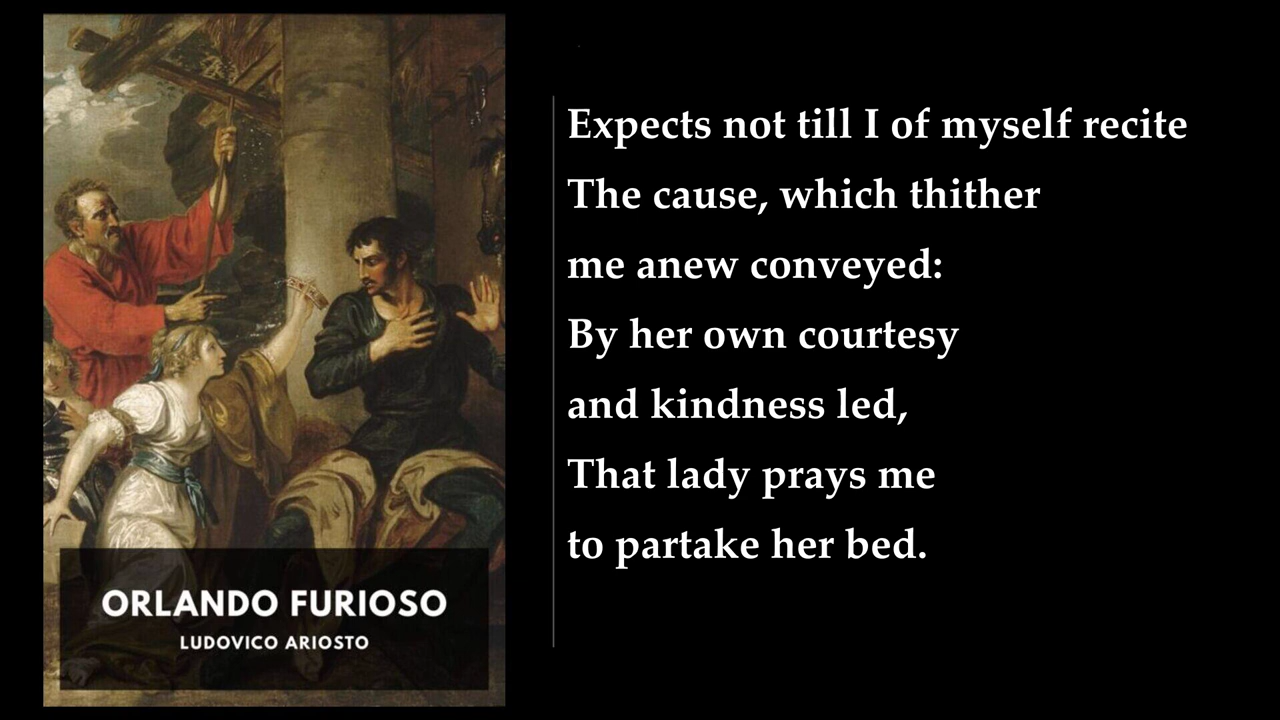 Expects not till I of myself recite
The cause, which thither
me anew conveyed:
By her own courtesy
and kindness led,
That lady prays me
to partake her bed.
ORLANDO FURIOSO
LUDOVICO ARIOSTO